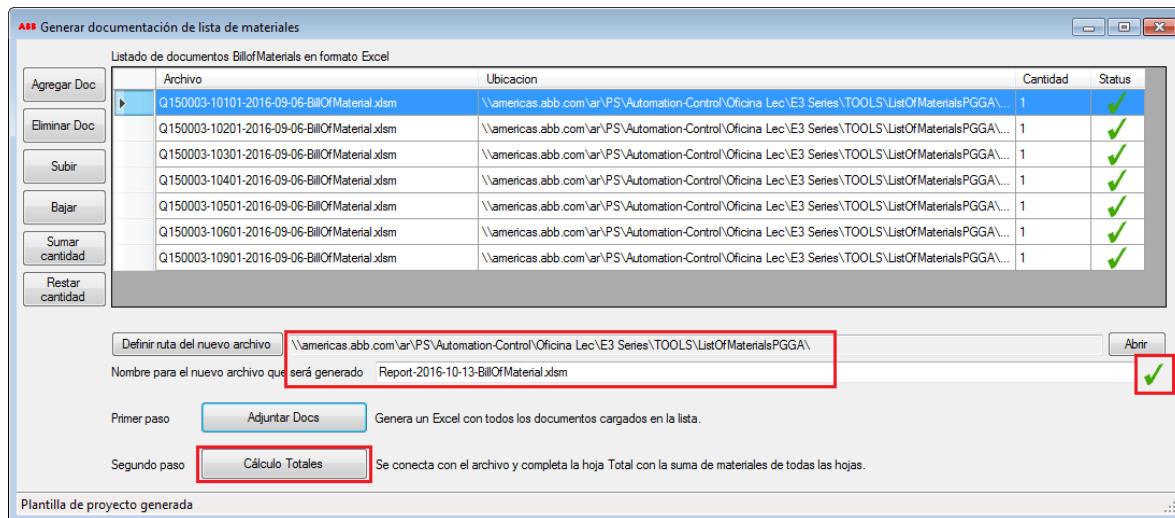 ABB Generar documentación de lista de materiales
Listado de documentos BillofMaterials en formato Excel
Agregar Doc
Eliminar Doc
Subir
Bajar
Sumar
cantidad
Restar
cantidad
Archivo Ubicacion Cantidad Status
Q150003-10101-2016-09-06-BillOfMaterial.xlsm \\americas.abb.com\ar\PS\Automation-Control\Oficina Lec\E3 Series\TOOLS\ListOfMaterialsPGGA\... 1
Q150003-10201-2016-09-06-BillOfMaterial.xlsm \\americas.abb.com\ar\PS\Automation-Control\Oficina Lec\E3 Series\TOOLS\ListOfMaterialsPGGA\... 1
Q150003-10301-2016-09-06-BillOfMaterial.xlsm \\americas.abb.com\ar\PS\Automation-Control\Oficina Lec\E3 Series\TOOLS\ListOfMaterialsPGGA\... 1
Q150003-10401-2016-09-06-BillOfMaterial.xlsm \\americas.abb.com\ar\PS\Automation-Control\Oficina Lec\E3 Series\TOOLS\ListOfMaterialsPGGA\... 1
Q150003-10501-2016-09-06-BillOfMaterial.xlsm \\americas.abb.com\ar\PS\Automation-Control\Oficina Lec\E3 Series\TOOLS\ListOfMaterialsPGGA\... 1
Q150003-10601-2016-09-06-BillOfMaterial.xlsm \\americas.abb.com\ar\PS\Automation-Control\Oficina Lec\E3 Series\TOOLS\ListOfMaterialsPGGA\... 1
Q150003-10901-2016-09-06-BillOfMaterial.xlsm \\americas.abb.com\ar\PS\Automation-Control\Oficina Lec\E3 Series\TOOLS\ListOfMaterialsPGGA\... 1
Definir ruta del nuevo archivo \\americas.abb.com\ar\PS\Automation-Control\Oficina Lec\E3 Series\TOOLS\ListOfMaterialsPGGA\ Abrir
Nombre para el nuevo archivo que será generado Report-2016-10-13-BillOfMaterial.xlsm
Primer paso Adjuntar Docs Genera un Excel con todos los documentos cargados en la lista.
Segundo paso Cálculo Totales Se conecta con el archivo y completa la hoja Total con la suma de materiales de todas las hojas.
Plantilla de proyecto generada